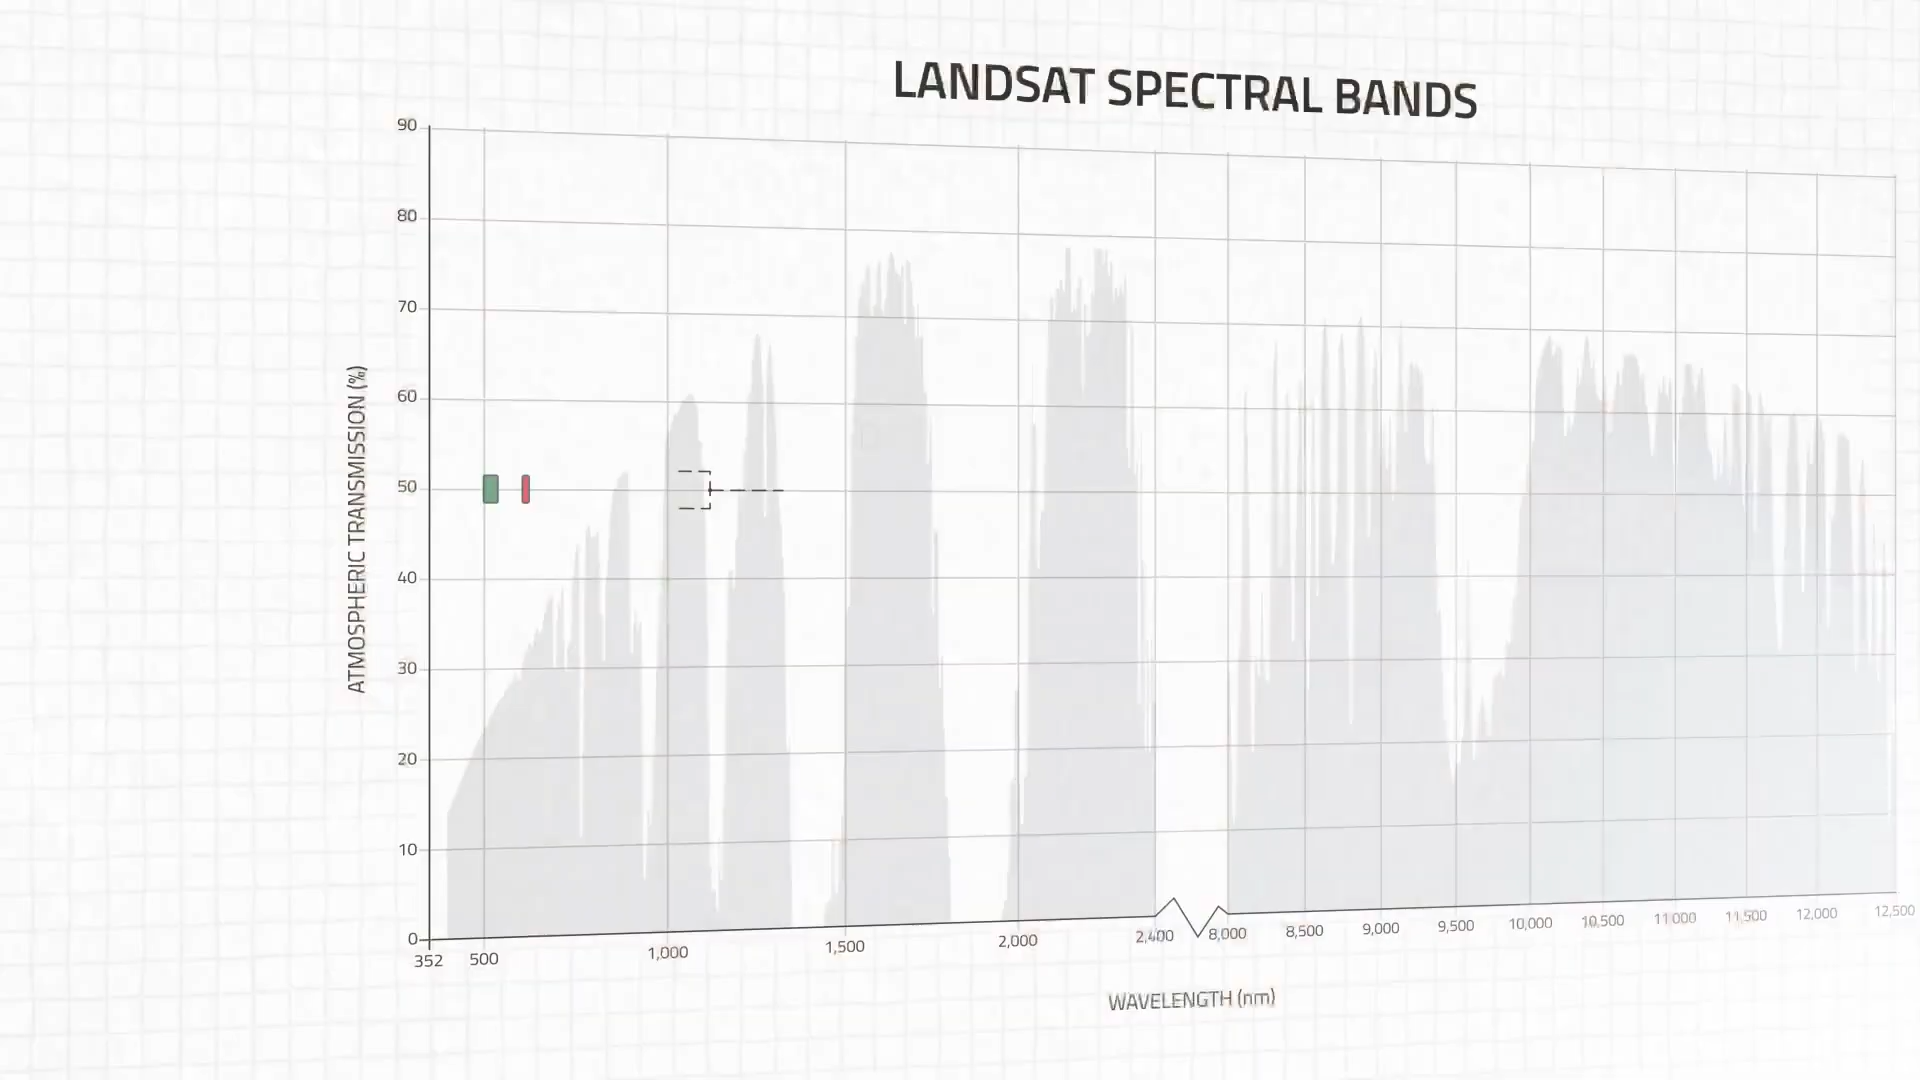 LANDSAT SPECTRAL BANDS
90
80
70
60
50
40
30
20
10
0
ATMOSPHERIC TRANSMISSION (%)
352 500 1,000 1,500 2,000 2,400 8,000 8,500 9,000 9,500 10,000 10,500 11,000 11,500 12,000 12,500
WAVELENGTH (nm)